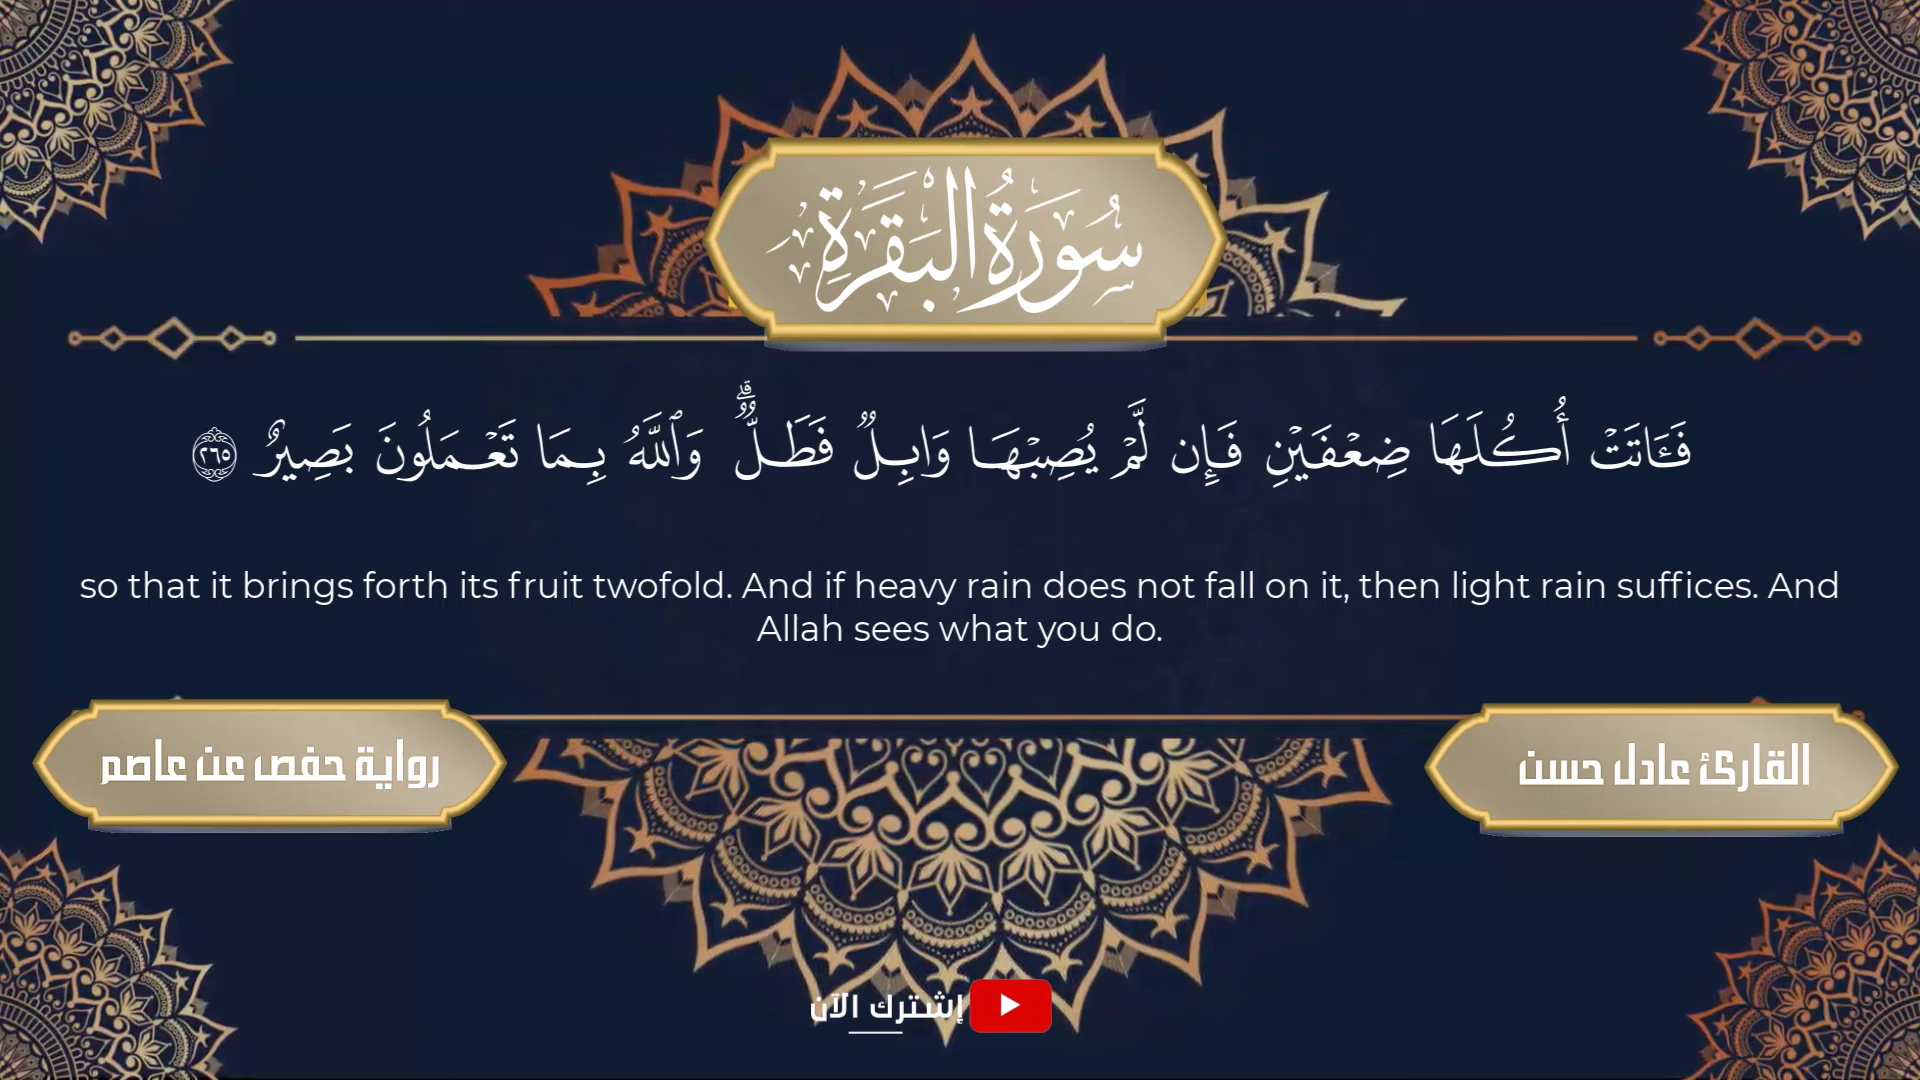 سُورَةُ الْبَقَرَةِ
فَـَٔاتَتۡ أُكُلَهَا ضِعۡفَيۡنِ فَإِن لَّمۡ يُصِبۡهَا وَابِلٞ فَطَلّٞۗ وَٱللَّهُ بِمَا تَعۡمَلُونَ بَصِيرٌ ٢٦٥
so that it brings forth its fruit twofold. And if heavy rain does not fall on it, then light rain suffices. And
Allah sees what you do.
القارئ عادل حسن
رواية حفص عن عاصم
إشترك الآن